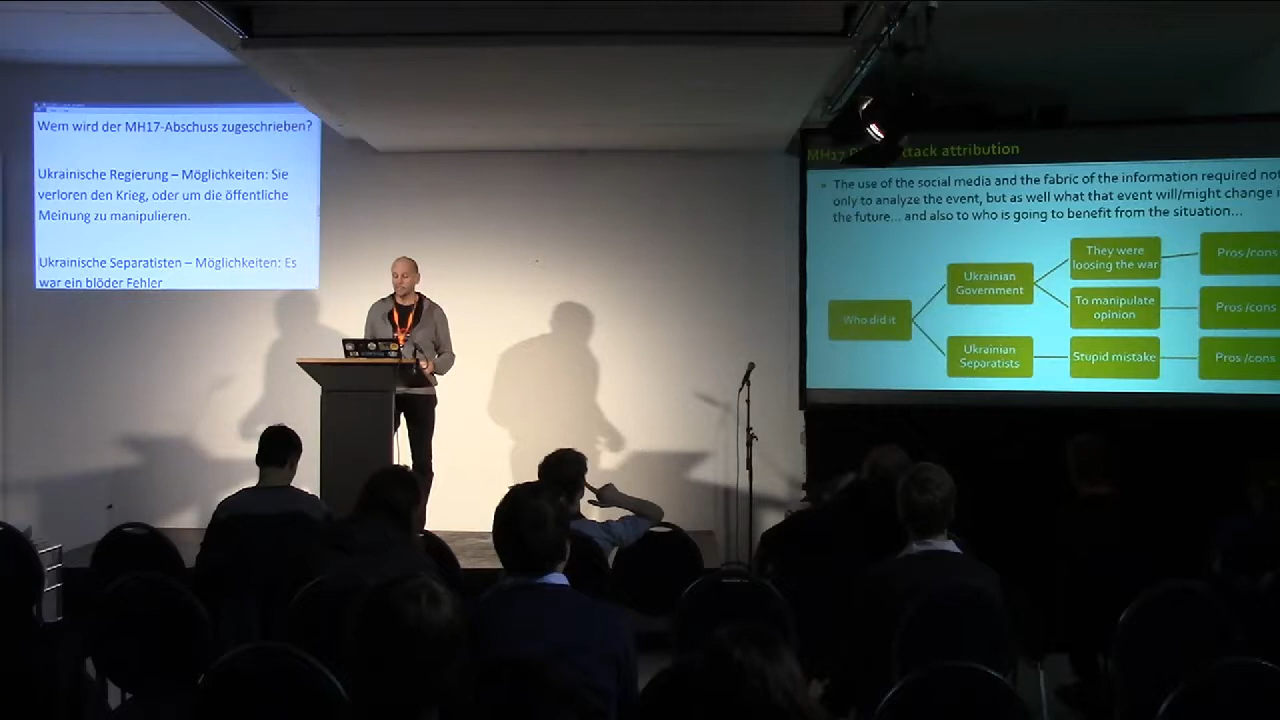 Wem wird der MH17-Abschuss zugeschrieben?
Ukrainische Regierung – Möglichkeiten: Sie
verloren den Krieg, oder um die öffentliche
Meinung zu manipulieren.
Ukrainische Separatisten – Möglichkeiten: Es
war ein blöder Fehler
MH17 attribution
The use of the social media and the fabric of the information required not
only to analyze the event, but as well what that event will/might change
the future... and also to who is going to benefit from the situation...
Who did it
Ukrainian
Government
They were
loosing the war
Pros /cons
To manipulate
opinion
Pros /cons
Ukrainian
Separatists
Stupid mistake
Pros /cons